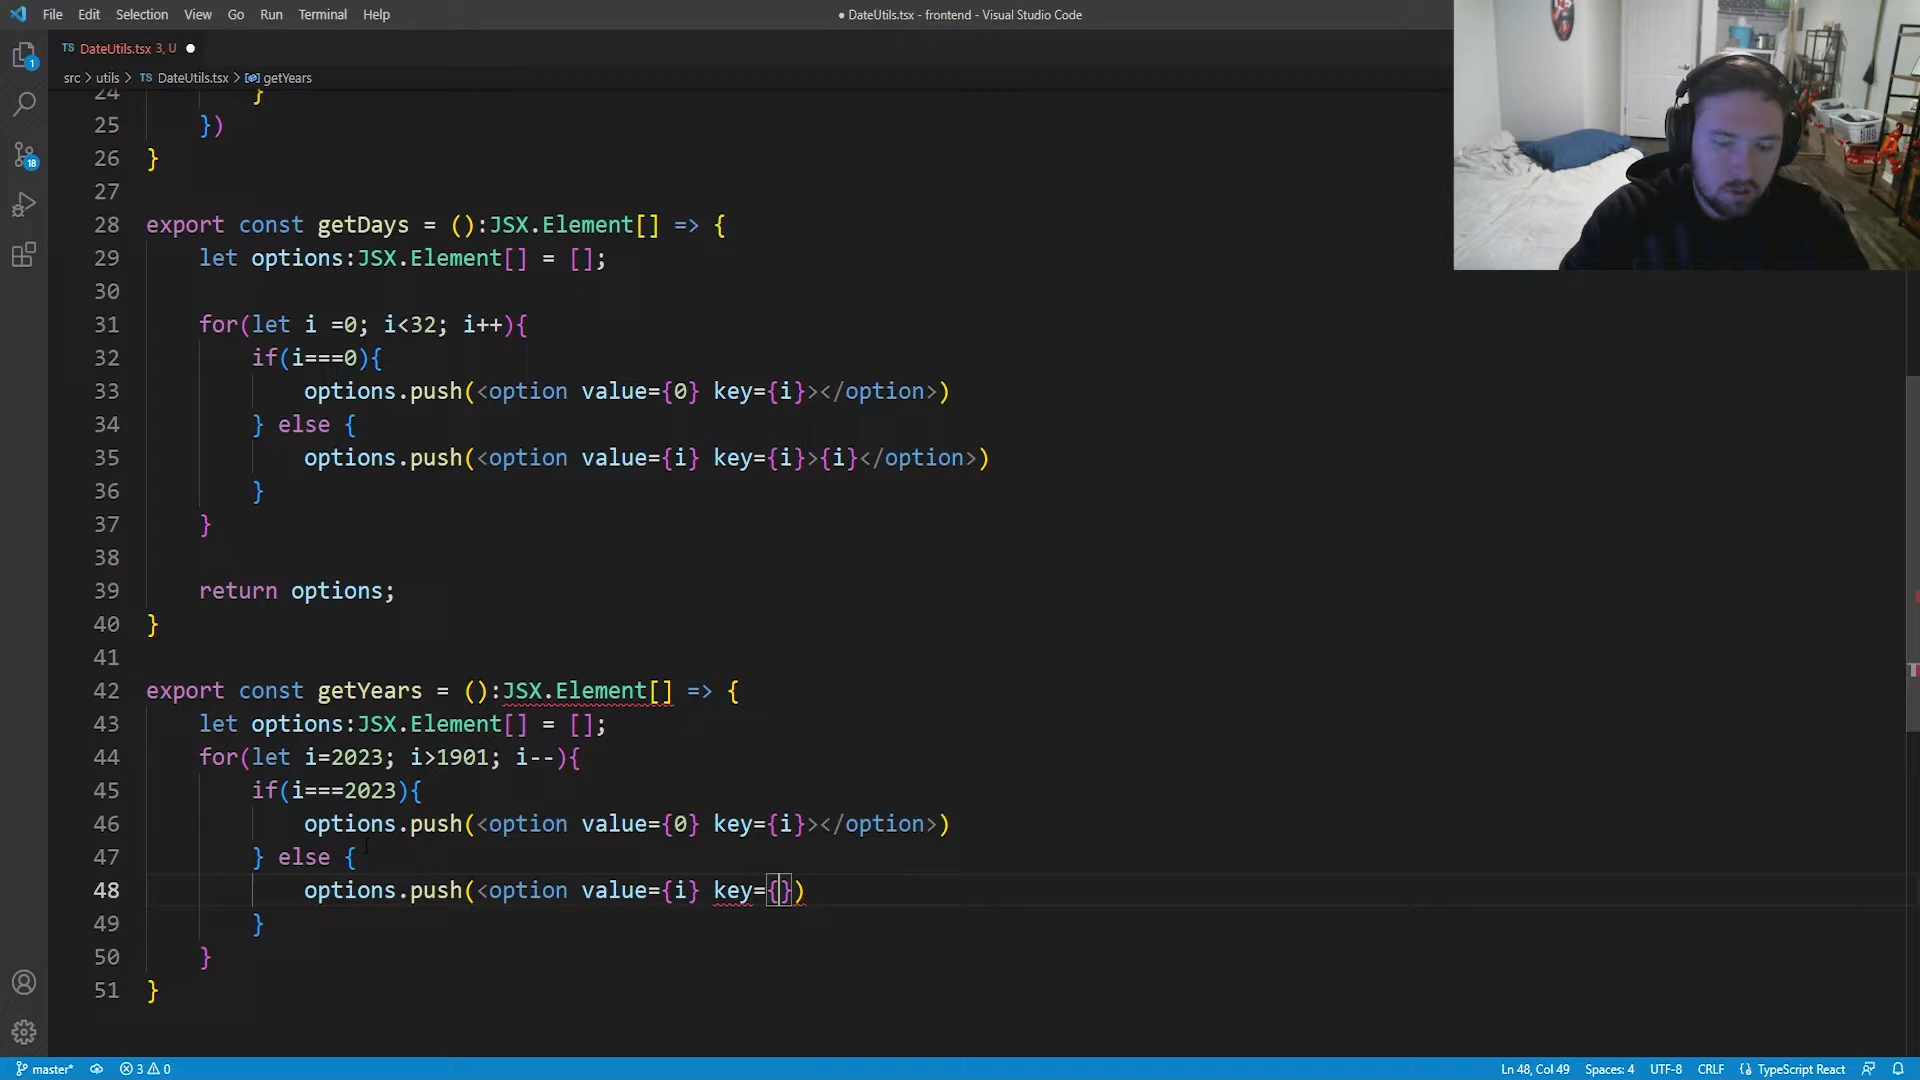 File Edit Selection View Go Run Terminal Help
● DateUtils.tsx - frontend - Visual Studio Code
TS DateUtils.tsx 3, U ●
src > utils > TS DateUtils.tsx > getYears
24 }
25 })
26 }
27
28 export const getDays = ():JSX.Element[] => {
29 let options:JSX.Element[] = [];
30
31 for(let i =0; i<32; i++){
32 if(i===0){
33 options.push(<option value={0} key={i}></option>)
34 } else {
35 options.push(<option value={i} key={i}>{i}</option>)
36 }
37 }
38
39 return options;
40 }
41
42 export const getYears = ():JSX.Element[] => {
43 let options:JSX.Element[] = [];
44 for(let i=2023; i>1901; i--){
45 if(i===2023){
46 options.push(<option value={0} key={i}></option>)
47 } else {
48 options.push(<option value={i} key={})
49 }
50 }
51 }
1
18
master* 3 0 Ln 48, Col 49 Spaces: 4 UTF-8 CRLF {} TypeScript React